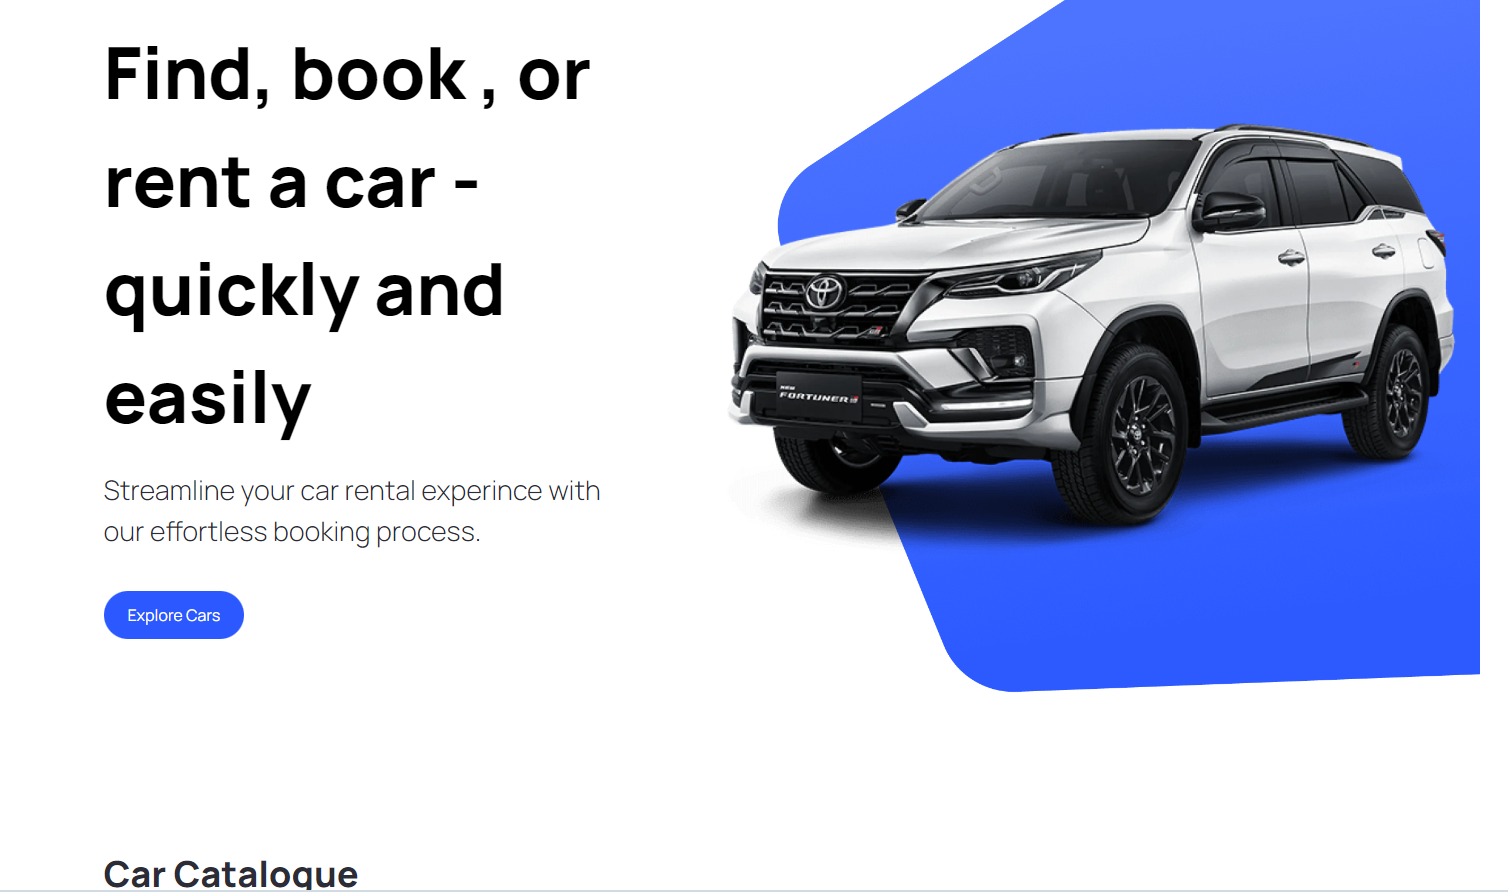 Find, book , or
rent a car -
quickly and
easily
Streamline your car rental experince with
our effortless booking process.
Explore Cars
NEW
FORTUNER
Car Catalogue